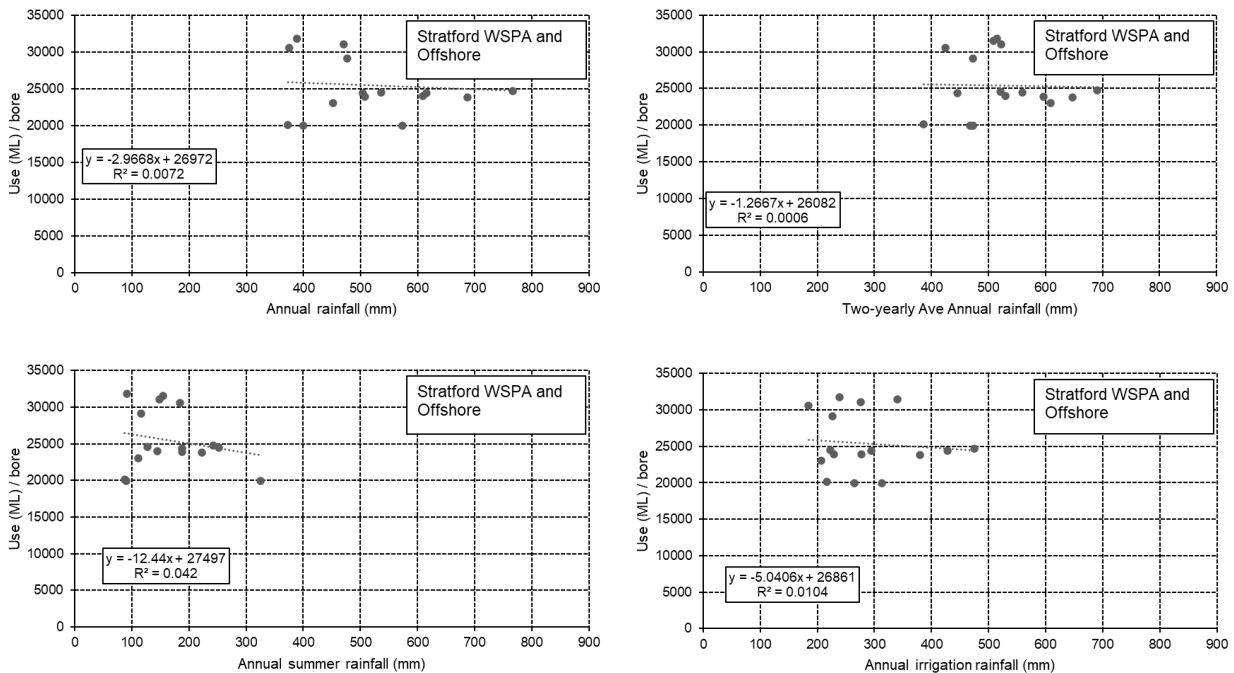 35000
30000
25000
20000
15000
10000
5000
0
Use (ML) / bore
Stratford WSPA and
Offshore
y = -2.9668x + 26972
R² = 0.0072
0 100 200 300 400 500 600 700 800 900
Annual rainfall (mm)
35000
30000
25000
20000
15000
10000
5000
0
Use (ML) / bore
Stratford WSPA and
Offshore
y = -1.2667x + 26082
R² = 0.0006
0 100 200 300 400 500 600 700 800 900
Two-yearly Ave Annual rainfall (mm)
35000
30000
25000
20000
15000
10000
5000
0
Use (ML) / bore
Stratford WSPA and
Offshore
y = -12.44x + 27497
R² = 0.042
0 100 200 300 400 500 600 700 800 900
Annual summer rainfall (mm)
35000
30000
25000
20000
15000
10000
5000
0
Use (ML) / bore
Stratford WSPA and
Offshore
y = -5.0406x + 26861
R² = 0.0104
0 100 200 300 400 500 600 700 800 900
Annual irrigation rainfall (mm)